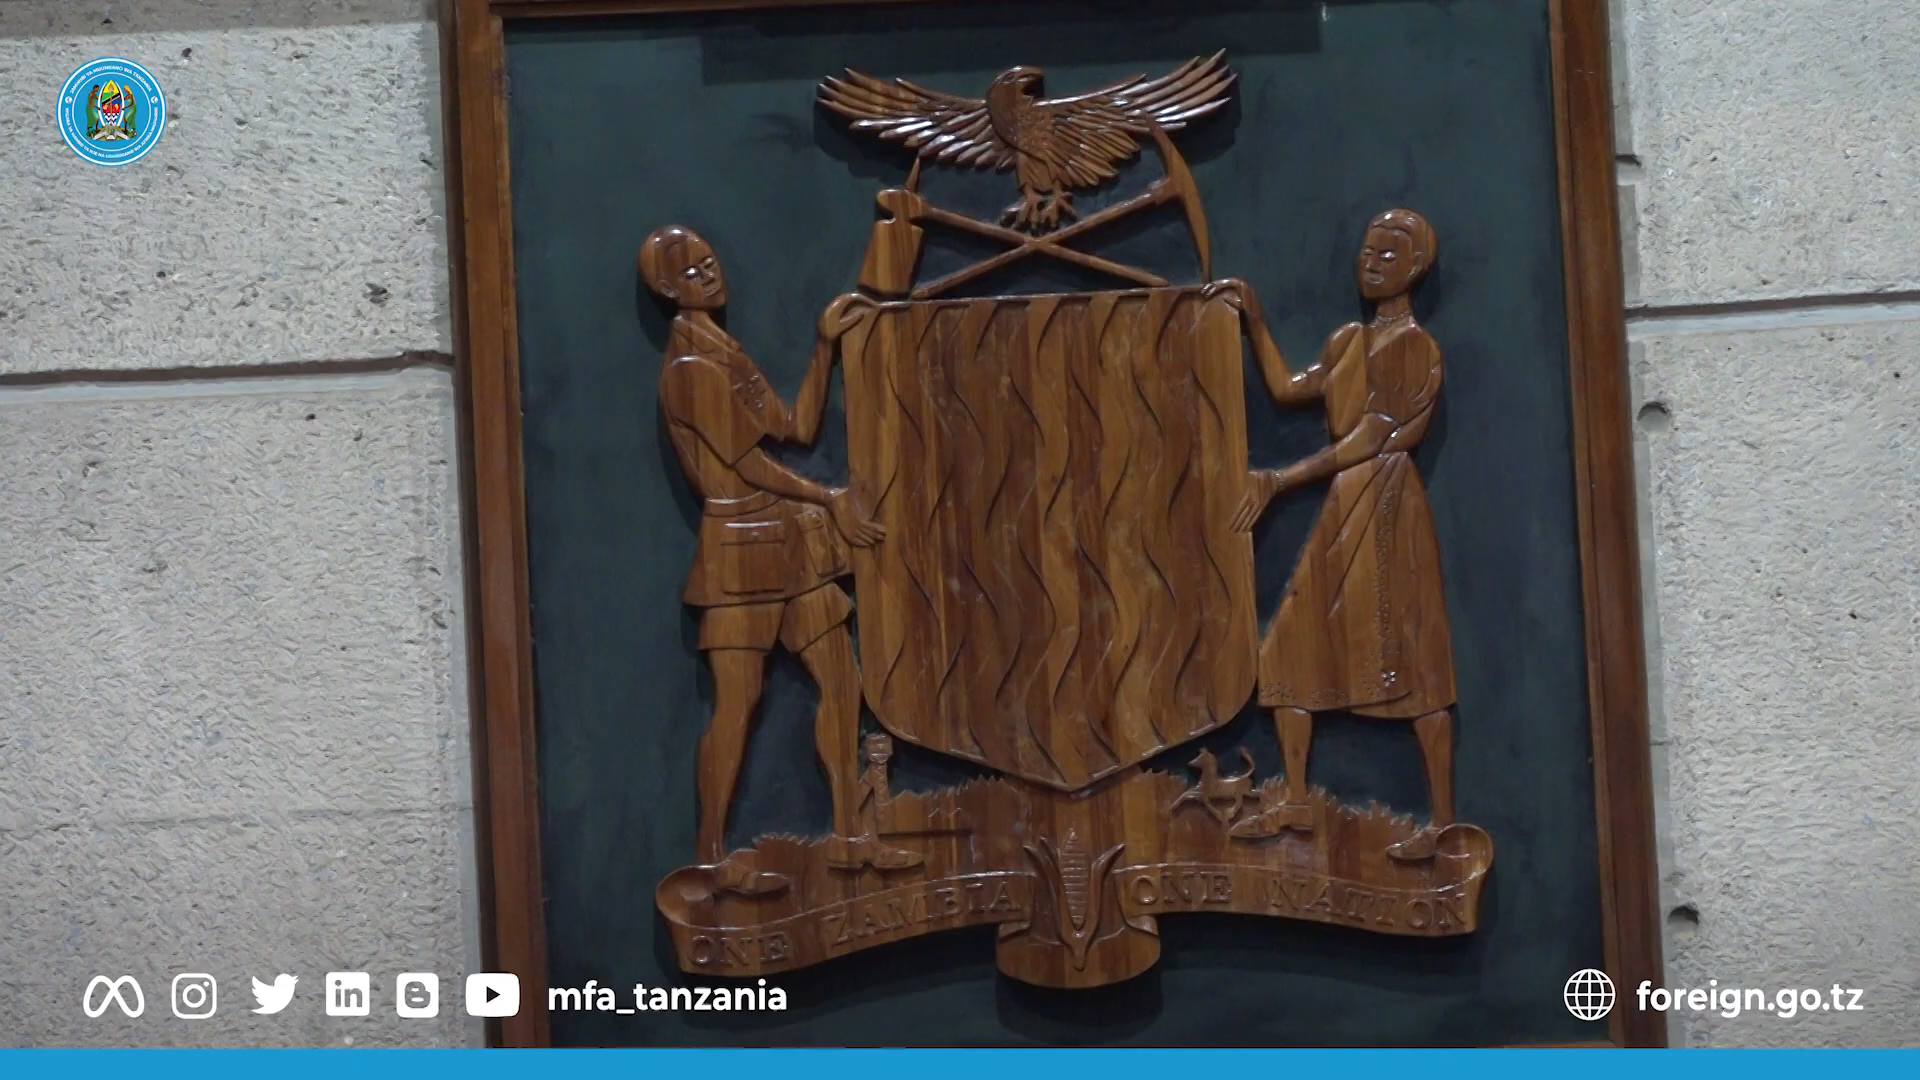 ONE ZAMBIA ONE NATION
mfa_tanzania
foreign.go.tz